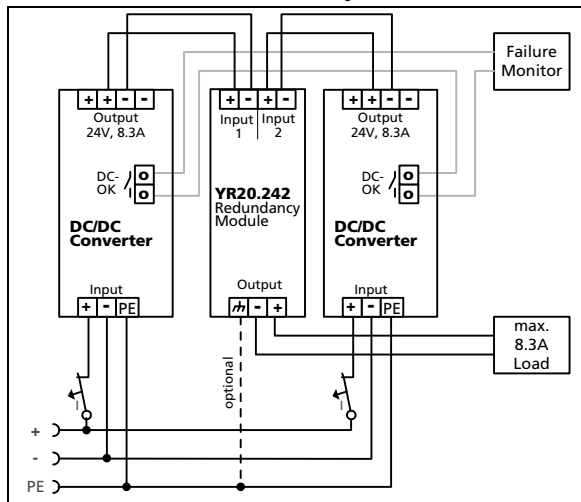 Failure
Monitor
+ + - -
Output
24V, 8.3A
DC-
OK
DC/DC
Converter
Input
+ - PE
+ - + -
Input
1
Input
2
YR20.242
Redundancy
Module
Output
- +
optional
+ + - -
Output
24V, 8.3A
DC-
OK
DC/DC
Converter
Input
+ - PE
max.
8.3A
Load
I
I
+
-
PE